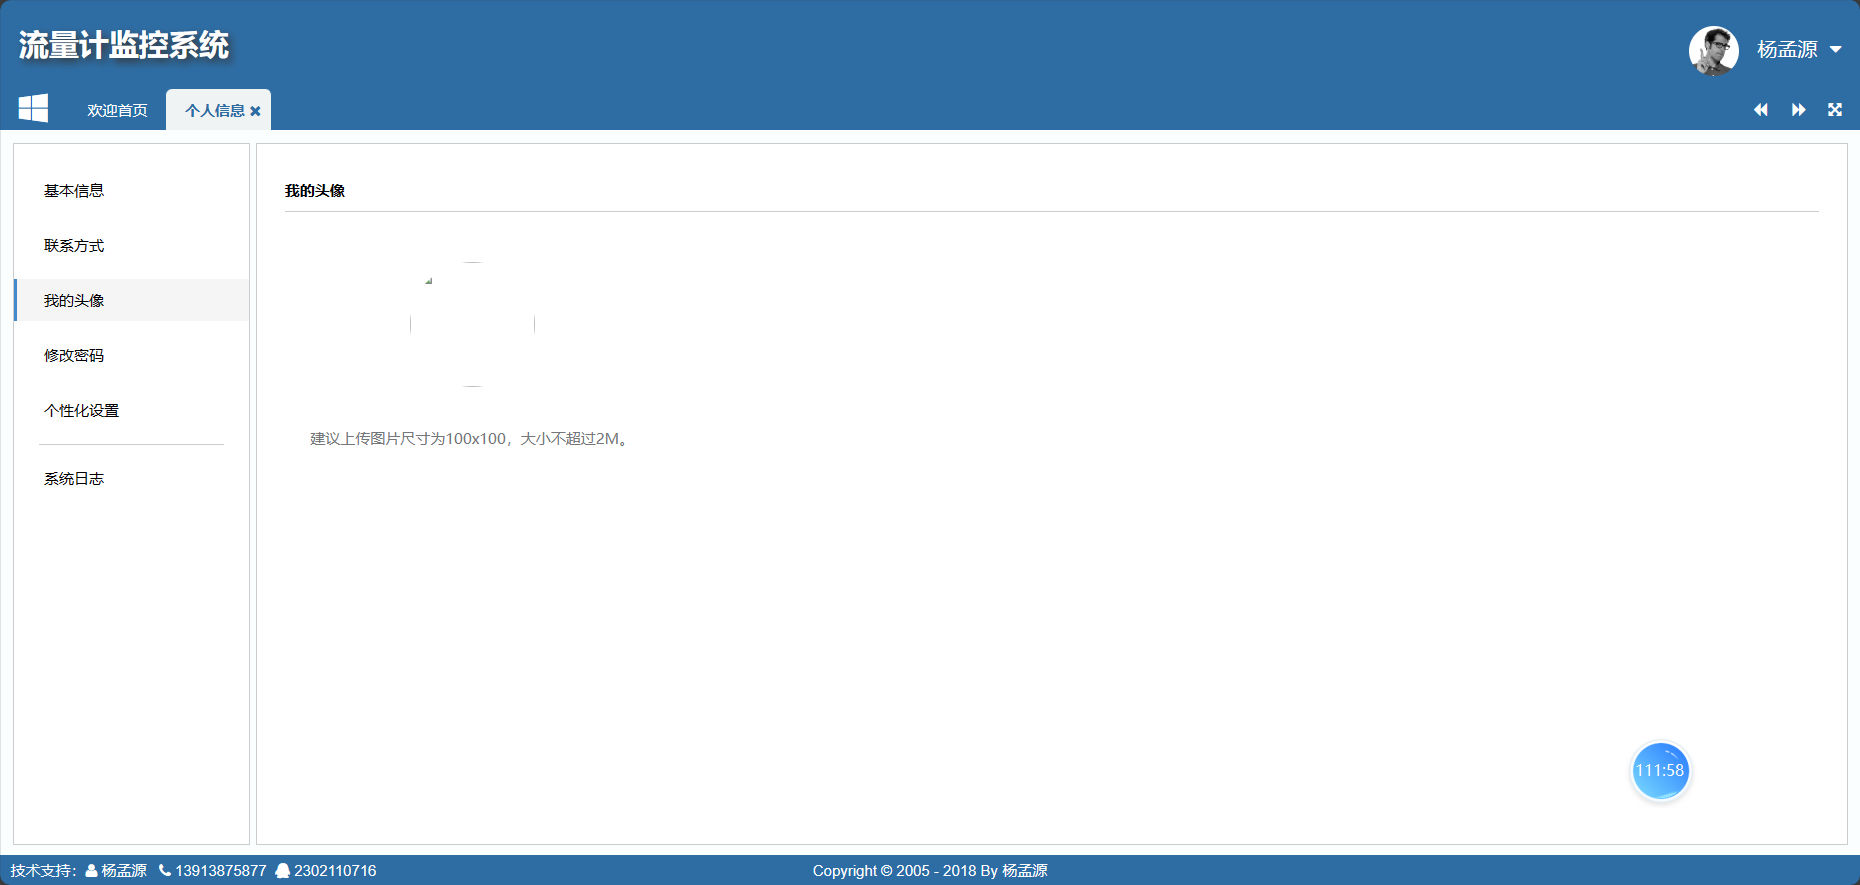 流量计监控系统
杨孟源
欢迎首页
个人信息
基本信息
联系方式
我的头像
修改密码
个性化设置
系统日志
我的头像
建议上传图片尺寸为100x100，大小不超过2M。
111:58
技术支持： 杨孟源 13913875877 2302110716
Copyright © 2005 - 2018 By 杨孟源